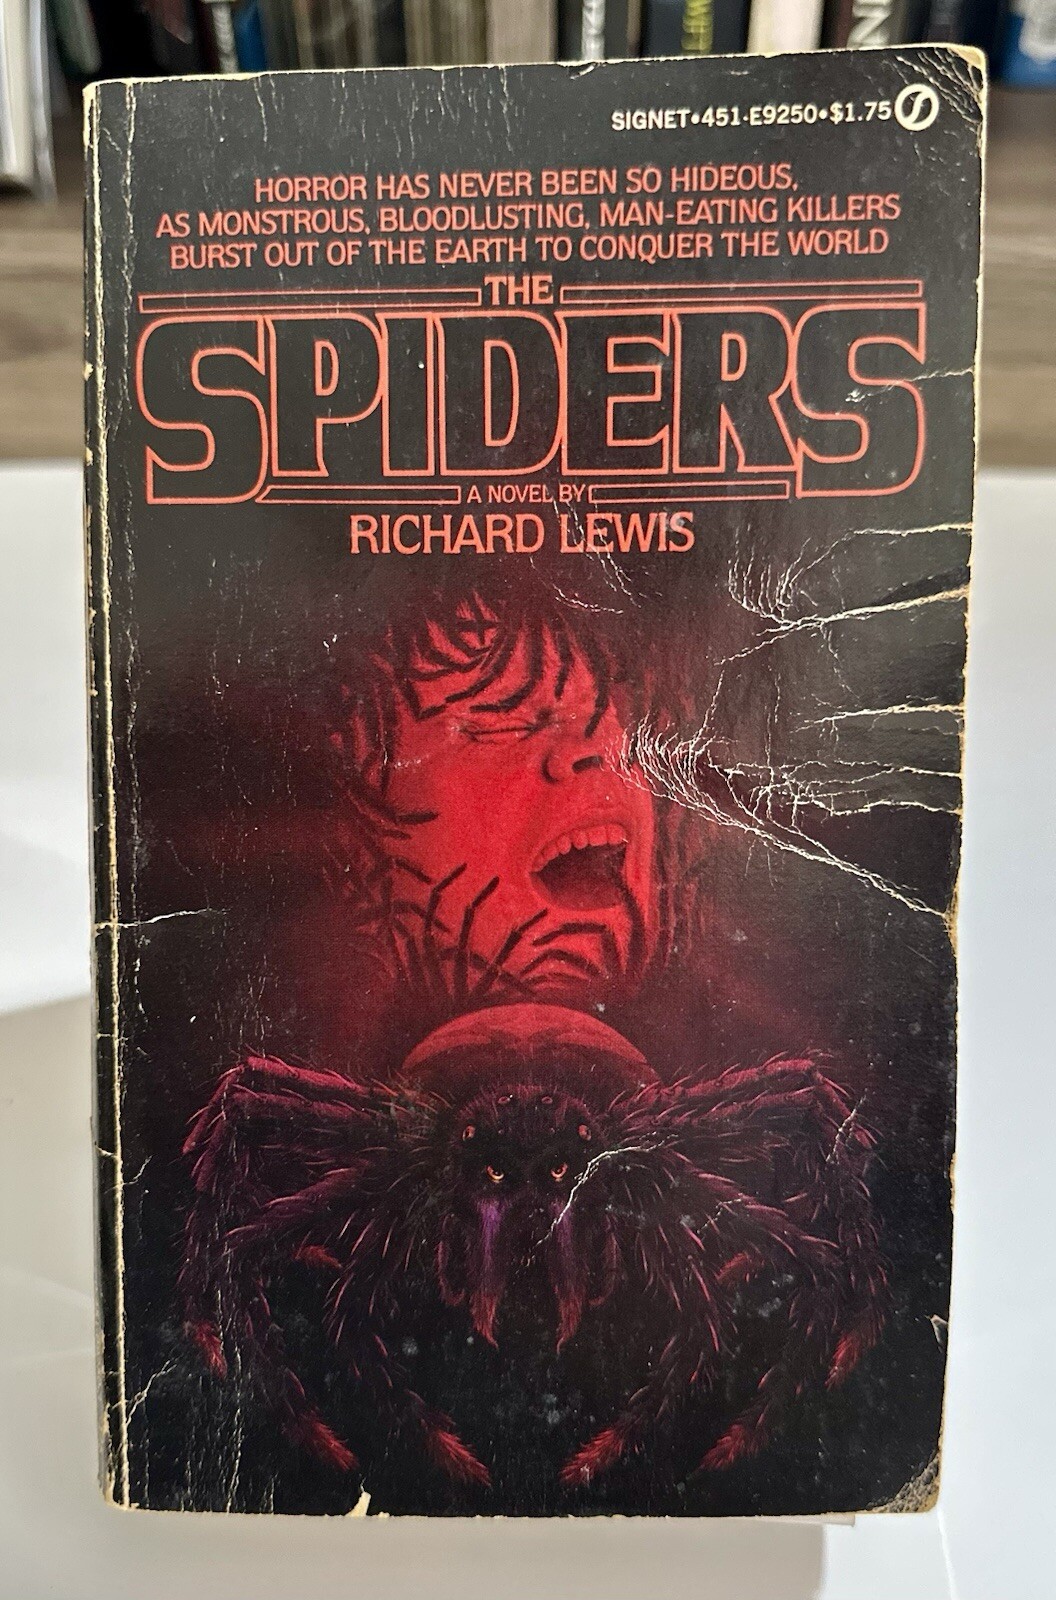 SIGNET•451-E9250•$1.75
HORROR HAS NEVER BEEN SO HIDEOUS,
AS MONSTROUS, BLOODLUSTING, MAN-EATING KILLERS
BURST OUT OF THE EARTH TO CONQUER THE WORLD
THE
SPIDERS
A NOVEL BY
RICHARD LEWIS